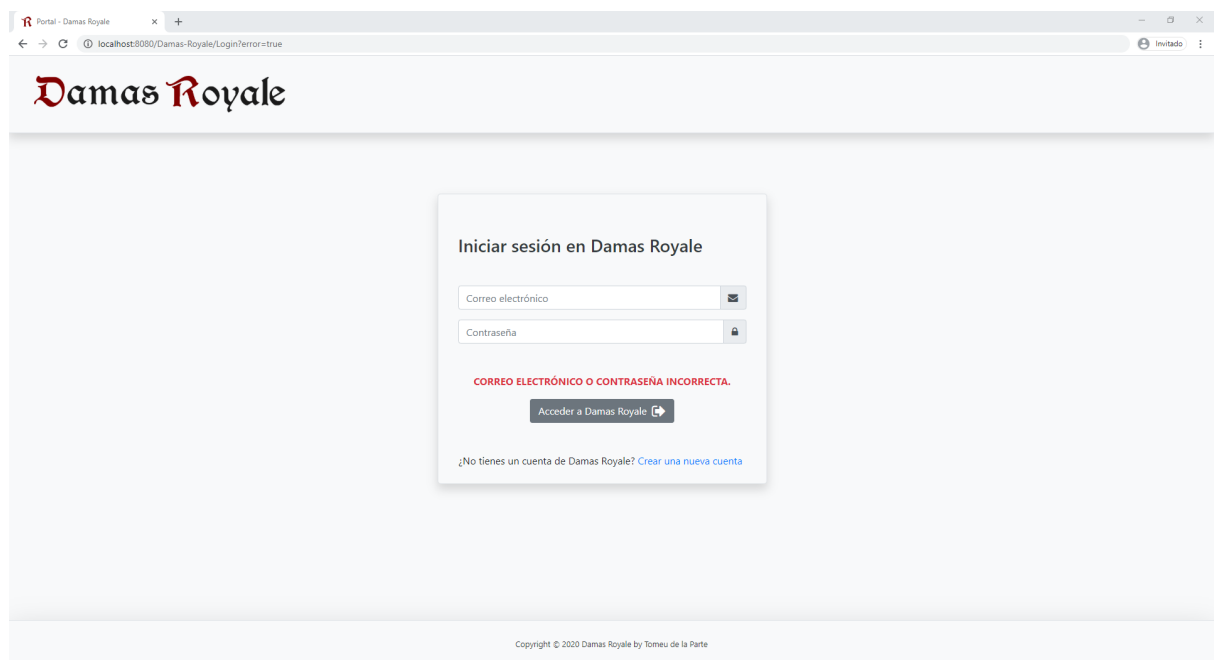 Portal - Damas Royale
localhost:8080/Damas-Royale/Login?error=true
Invitado
Damas Royale
Iniciar sesión en Damas Royale
Correo electrónico
Contraseña
CORREO ELECTRÓNICO O CONTRASEÑA INCORRECTA.
Acceder a Damas Royale
¿No tienes un cuenta de Damas Royale? Crear una nueva cuenta
Copyright © 2020 Damas Royale by Tomeu de la Parte